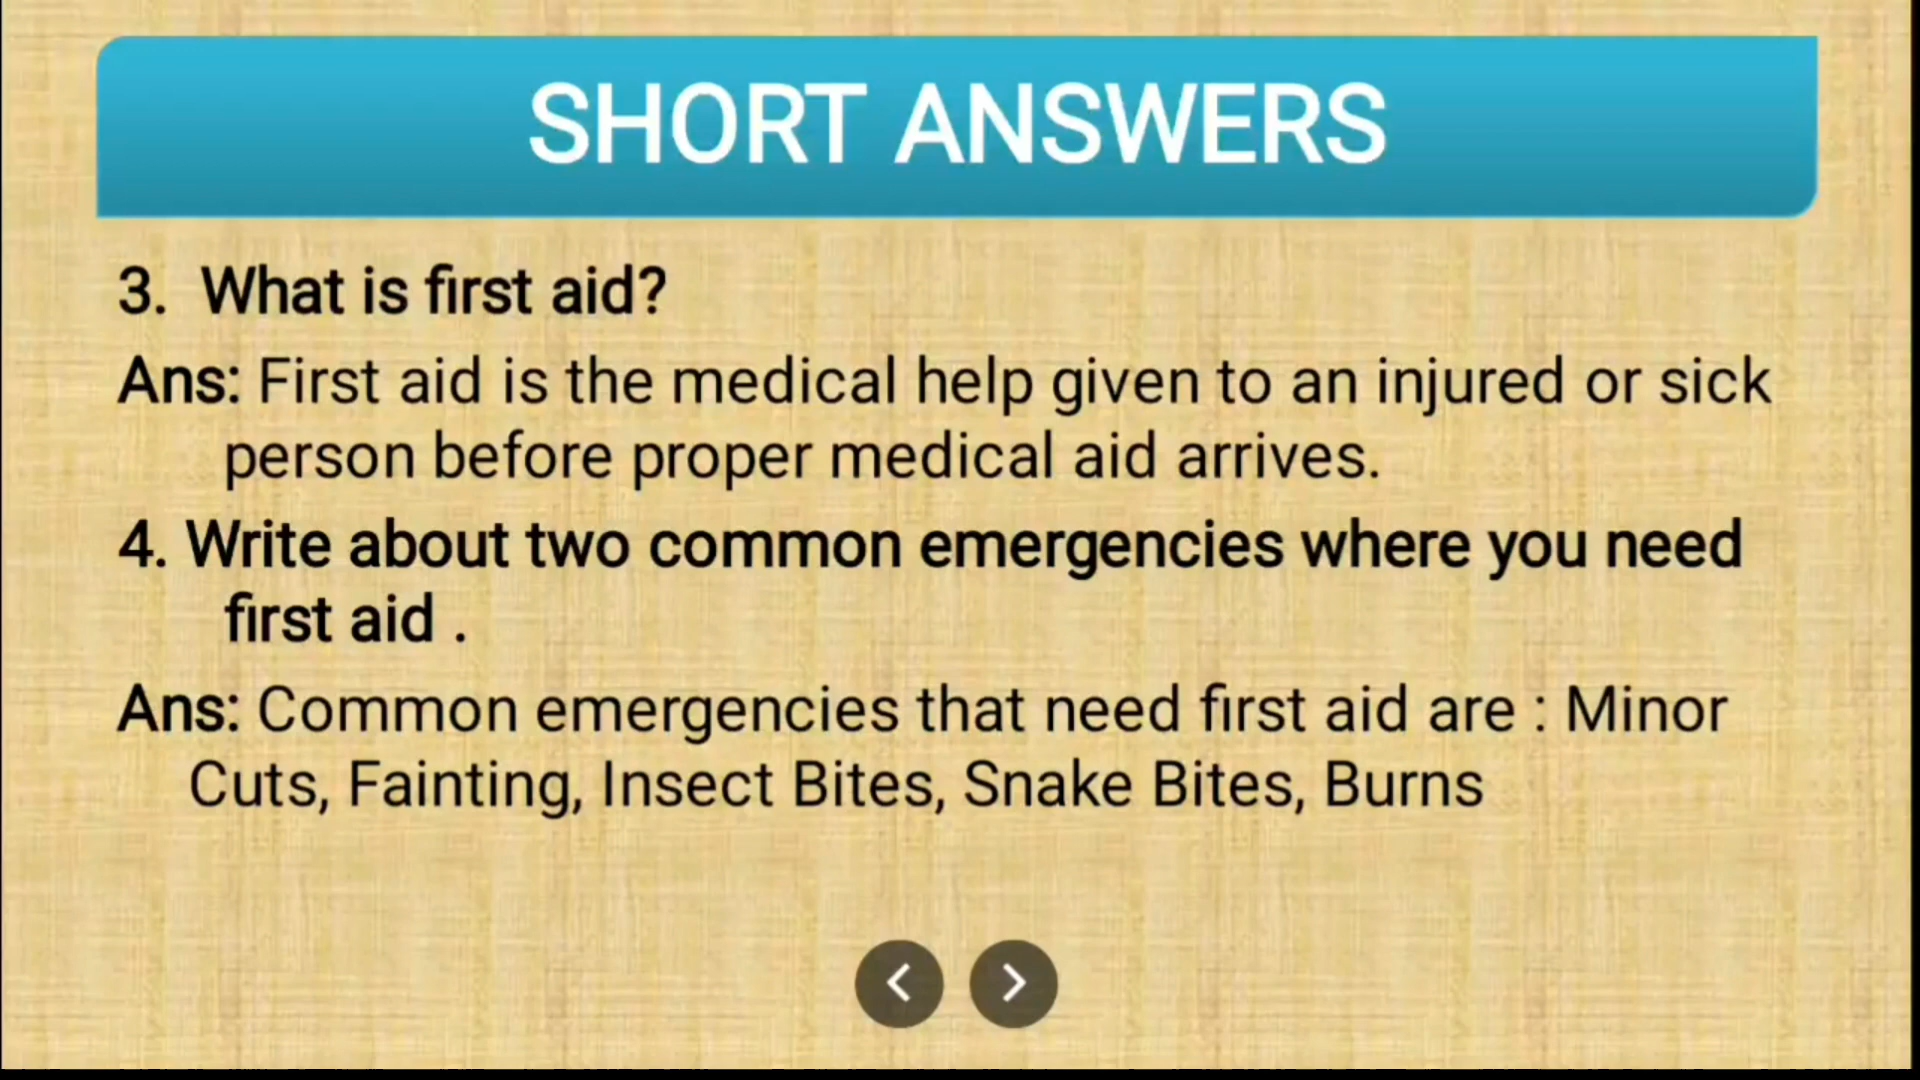 SHORT ANSWERS
3. What is first aid?
Ans: First aid is the medical help given to an injured or sick
person before proper medical aid arrives.
4. Write about two common emergencies where you need
first aid .
Ans: Common emergencies that need first aid are : Minor
Cuts, Fainting, Insect Bites, Snake Bites, Burns